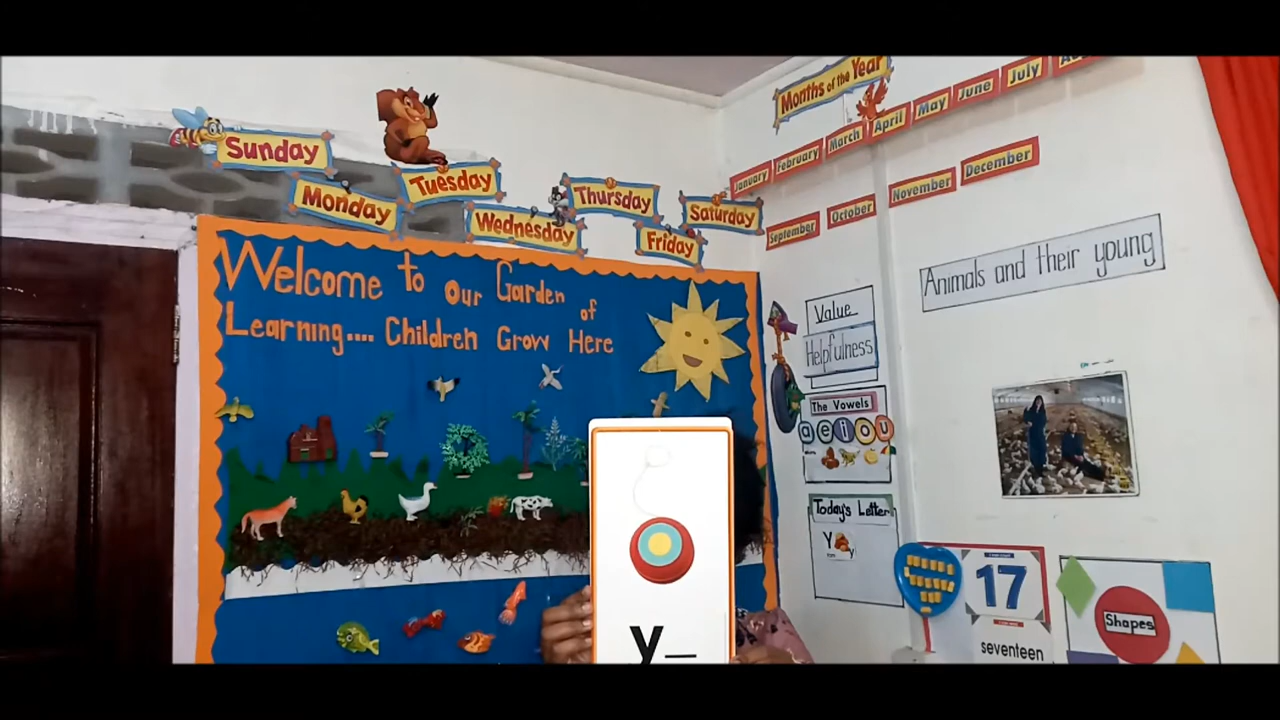 Sunday
Monday
Tuesday
Wednesday
Thursday
Friday
Saturday
Months of the Year
January
February
March
April
May
June
July
September
October
November
December
Welcome to our Garden of
Learning.... Children Grow Here
Animals and their young
Value
Helpfulness
The Vowels
a e i o u
Today's Letter
Y y
17
seventeen
Shapes
y_